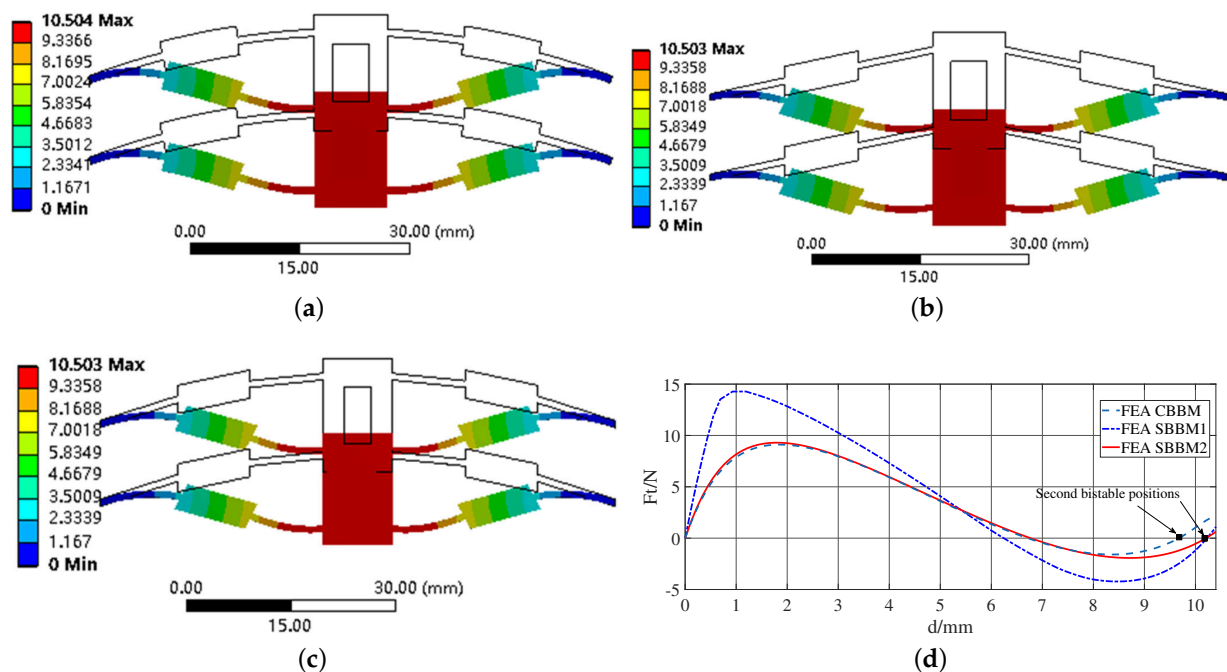 10.504 Max
9.3366
8.1695
7.0024
5.8354
4.6683
3.5012
2.3341
1.1671
0 Min
0.00
30.00 (mm)
15.00
(a)
10.503 Max
9.3358
8.1688
7.0018
5.8349
4.6679
3.5009
2.3339
1.167
0 Min
0.00
30.00 (mm)
15.00
(b)
10.503 Max
9.3358
8.1688
7.0018
5.8349
4.6679
3.5009
2.3339
1.167
0 Min
0.00
30.00 (mm)
15.00
(c)
15
10
5
0
-5
Ft/N
FEA CBBM
FEA SBBM1
FEA SBBM2
Second bistable positions
0 1 2 3 4 5 6 7 8 9 10
d/mm
(d)